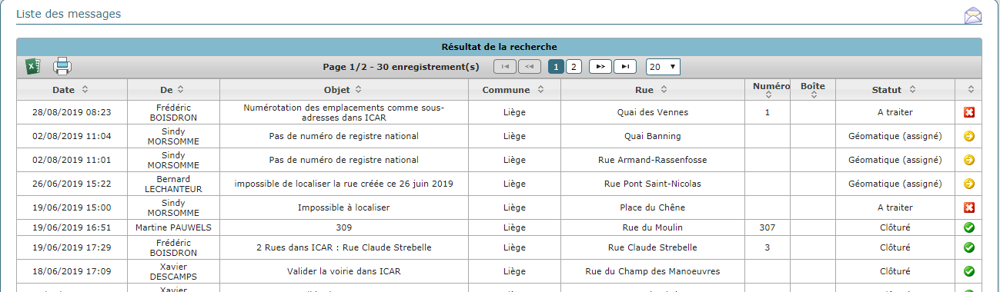 Liste des messages
Résultat de la recherche
Page 1/2 - 30 enregistrement(s) 1 2 20
Date De Objet Commune Rue Numéro Boîte Statut
28/08/2019 08:23 Frédéric BOISDRON Numérotation des emplacements comme sous-adresses dans ICAR Liège Quai des Vennes 1 A traiter
02/08/2019 11:04 Sindy MORSOMME Pas de numéro de registre national Liège Quai Banning Géomatique (assigné)
02/08/2019 11:01 Sindy MORSOMME Pas de numéro de registre national Liège Rue Armand-Rassenfosse Géomatique (assigné)
26/06/2019 15:22 Bernard LECHANTEUR impossible de localiser la rue créée ce 26 juin 2019 Liège Rue Pont Saint-Nicolas Géomatique (assigné)
19/06/2019 15:00 Sindy MORSOMME Impossible à localiser Liège Place du Chêne A traiter
19/06/2019 16:51 Martine PAUWELS 309 Liège Rue du Moulin 307 Clôturé
19/06/2019 17:29 Frédéric BOISDRON 2 Rues dans ICAR : Rue Claude Strebelle Liège Rue Claude Strebelle 3 Clôturé
18/06/2019 17:09 Xavier DESCAMPS Valider la voirie dans ICAR Liège Rue du Champ des Manoeuvres Clôturé
Xavier